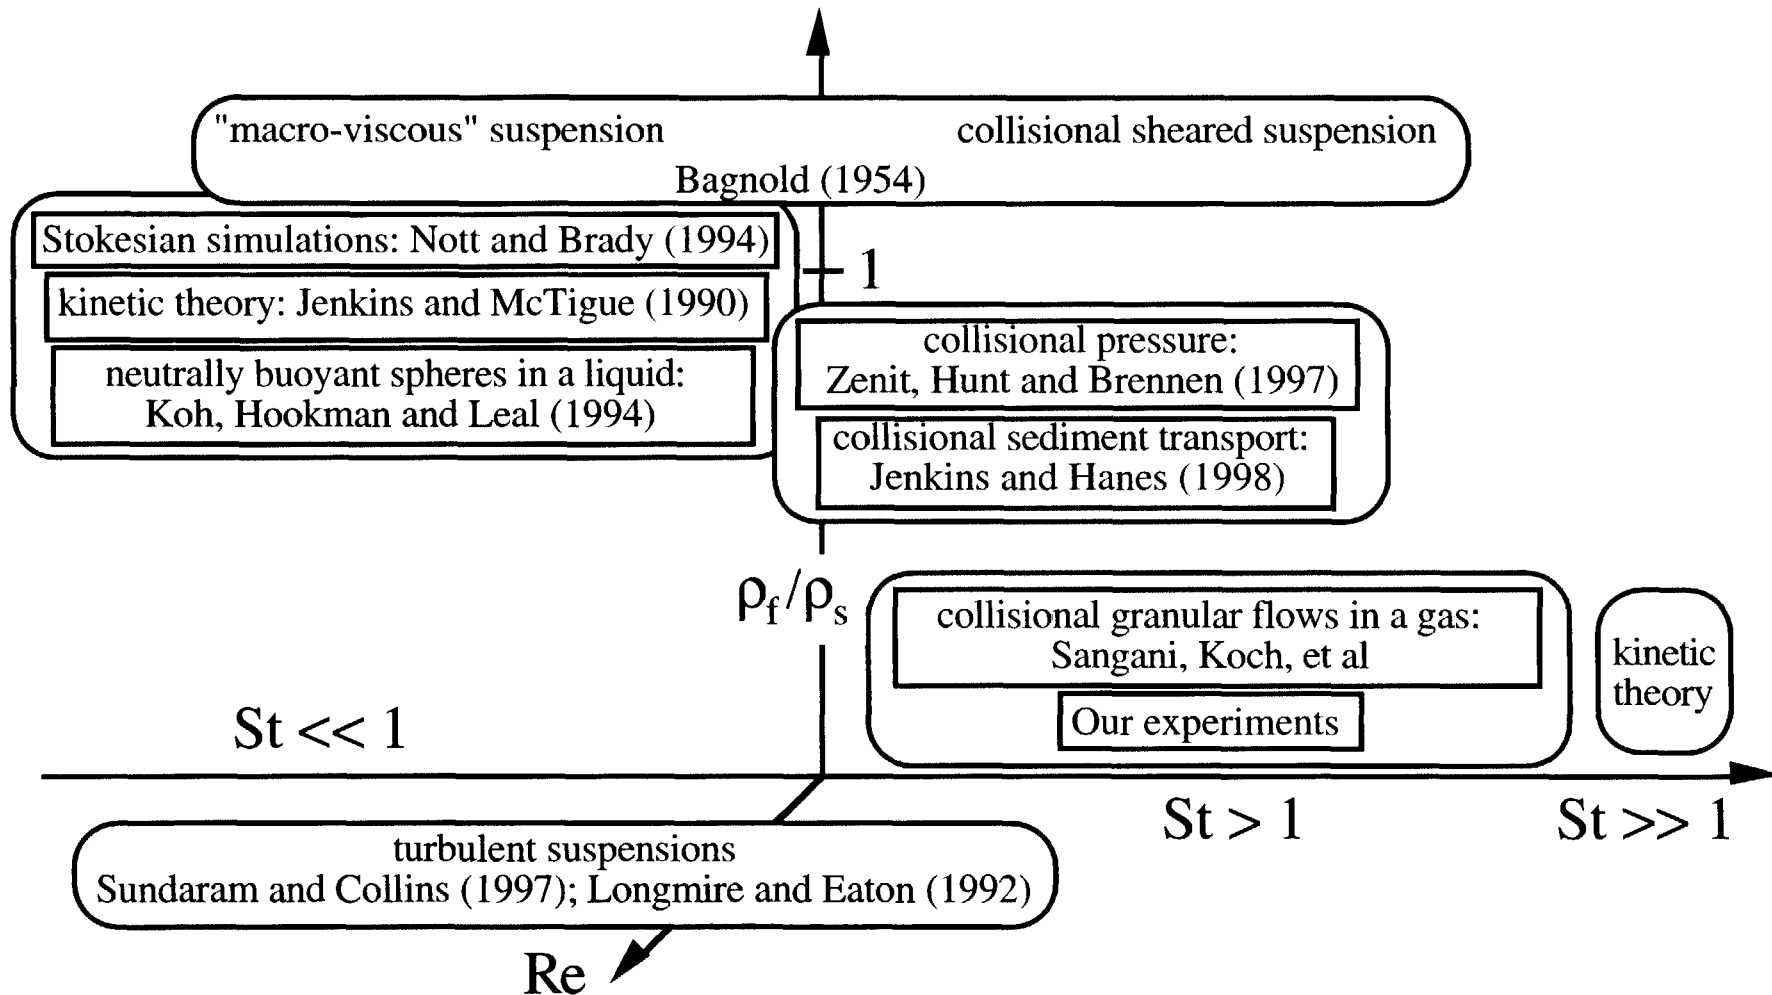 "macro-viscous" suspension
collisional sheared suspension
Bagnold (1954)
Stokesian simulations: Nott and Brady (1994)
kinetic theory: Jenkins and McTigue (1990)
neutrally buoyant spheres in a liquid:
Koh, Hookman and Leal (1994)
1
collisional pressure:
Zenit, Hunt and Brennen (1997)
collisional sediment transport:
Jenkins and Hanes (1998)
ρf/ρs
collisional granular flows in a gas:
Sangani, Koch, et al
Our experiments
kinetic
theory
St << 1
St > 1
St >> 1
turbulent suspensions
Sundaram and Collins (1997); Longmire and Eaton (1992)
Re